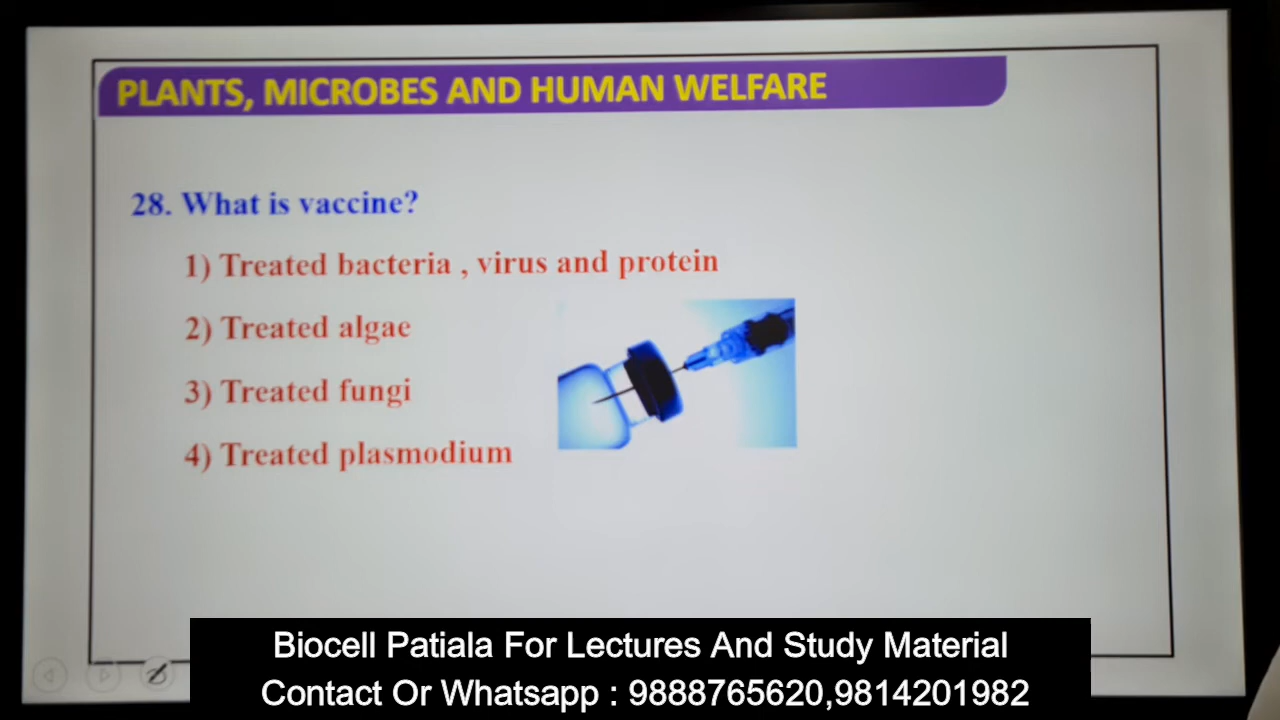 PLANTS, MICROBES AND HUMAN WELFARE
28. What is vaccine?
1) Treated bacteria , virus and protein
2) Treated algae
3) Treated fungi
4) Treated plasmodium
Biocell Patiala For Lectures And Study Material
Contact Or Whatsapp : 9888765620,9814201982